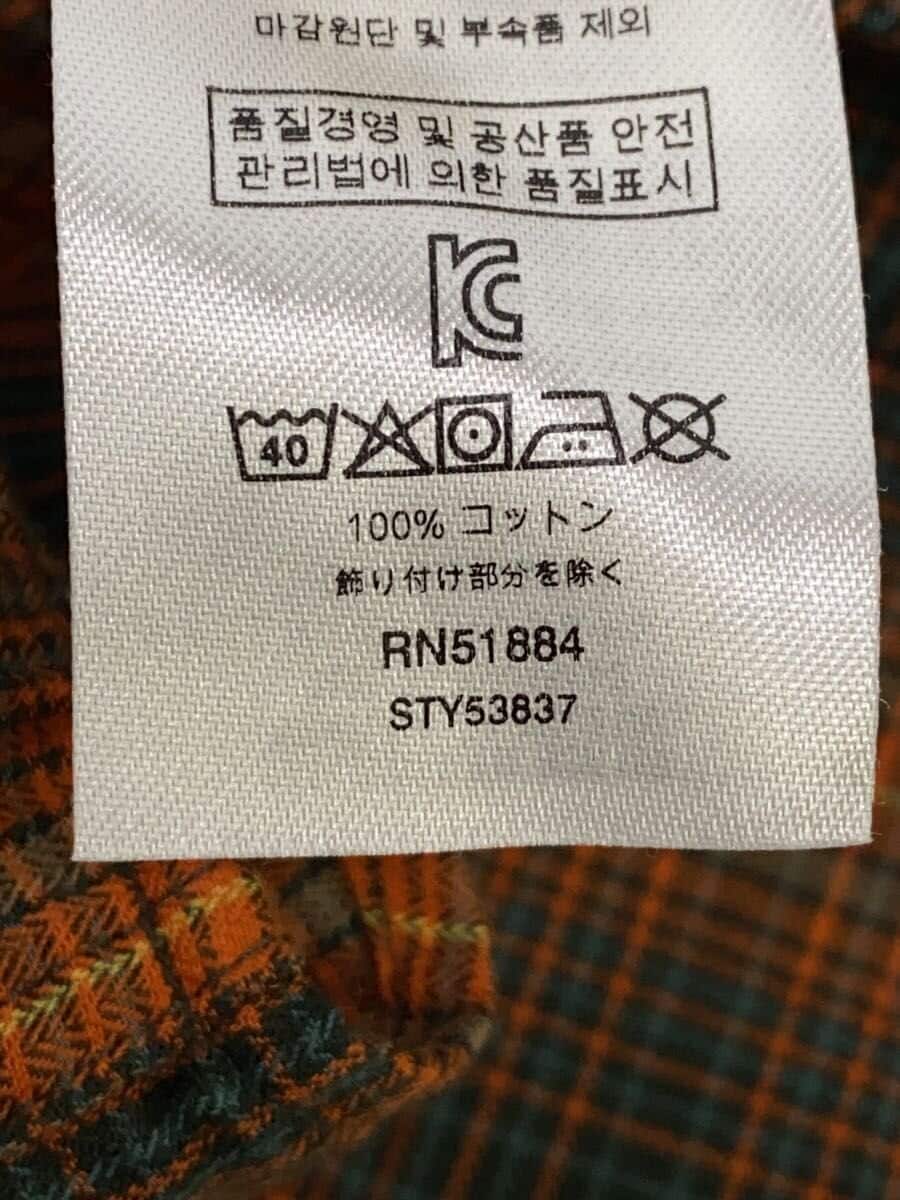 마감원단 및 부속품 제외
품질경영 및 공산품 안전
관리법에 의한 품질표시
KC
40
100% コットン
飾り付け部分を除く
RN51884
STY53837